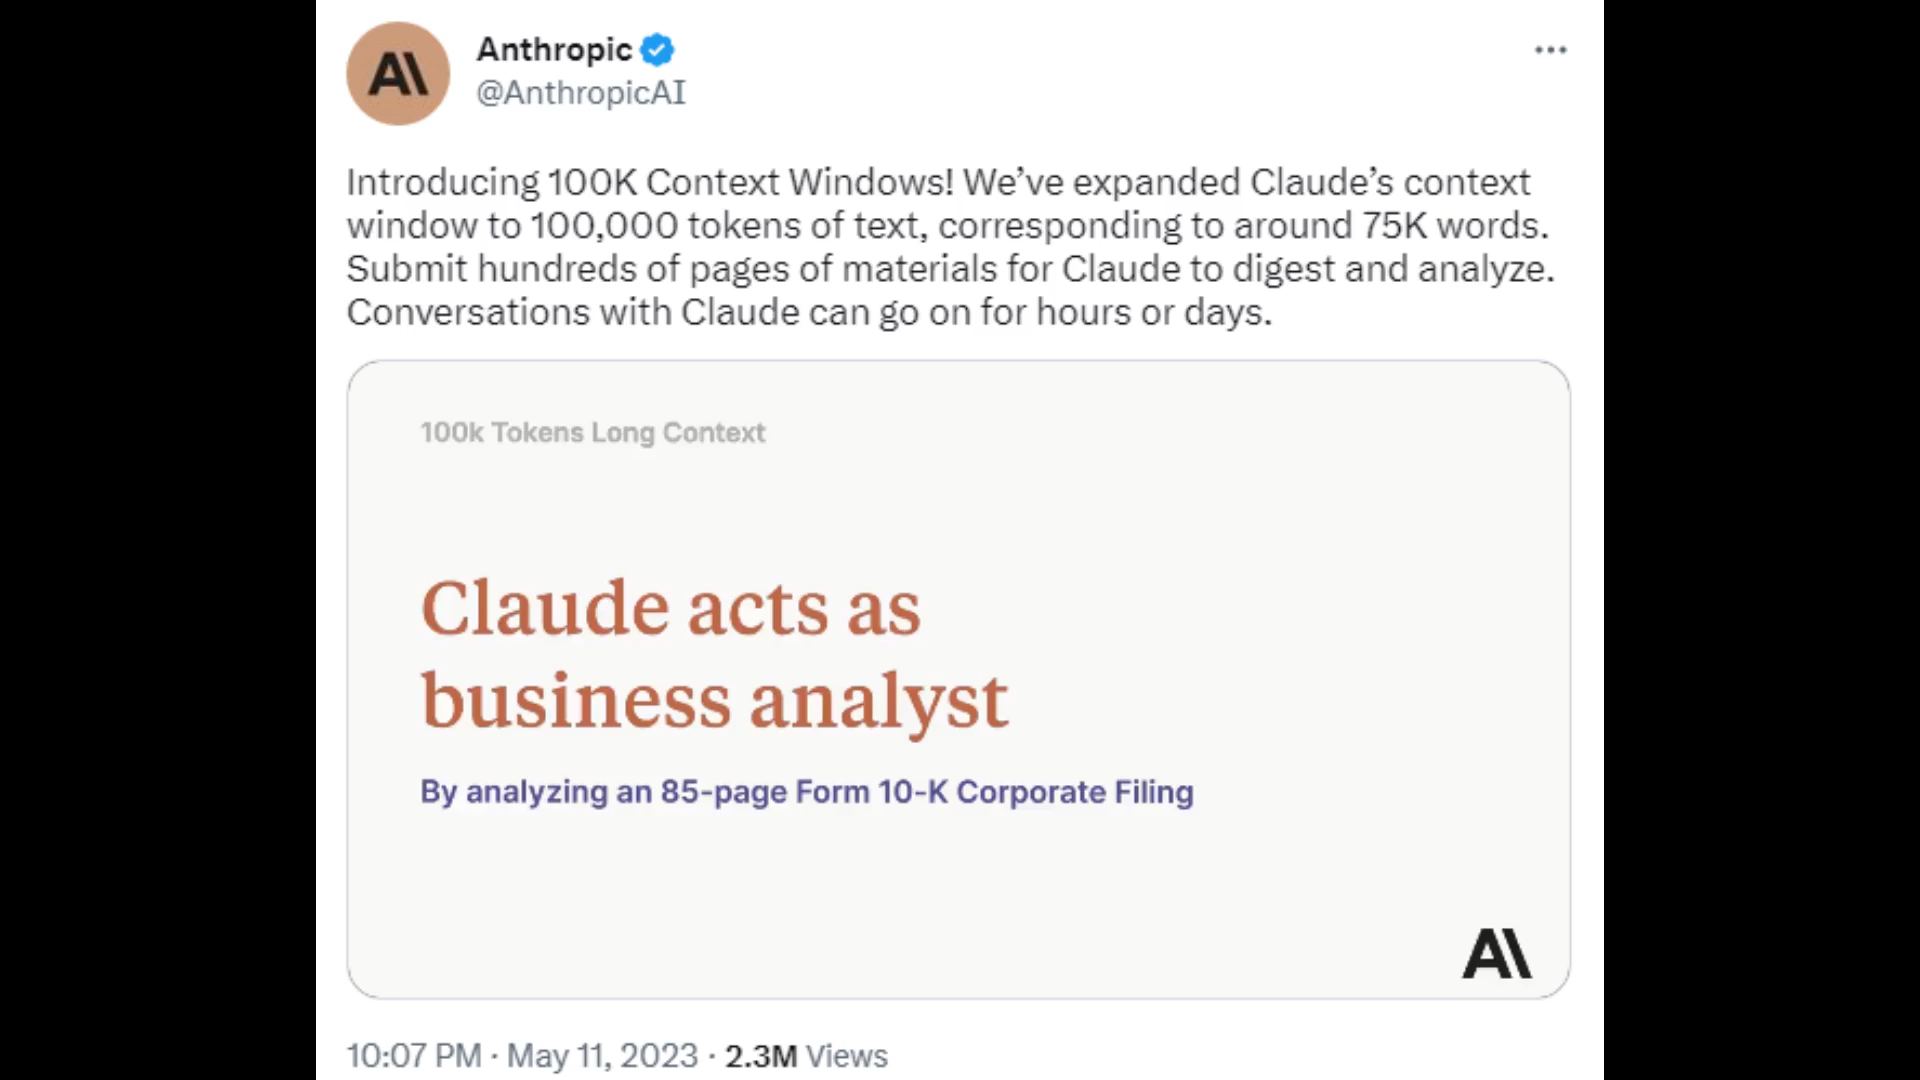 Anthropic
@AnthropicAI
Introducing 100K Context Windows! We’ve expanded Claude’s context
window to 100,000 tokens of text, corresponding to around 75K words.
Submit hundreds of pages of materials for Claude to digest and analyze.
Conversations with Claude can go on for hours or days.
100k Tokens Long Context
Claude acts as
business analyst
By analyzing an 85-page Form 10-K Corporate Filing
10:07 PM · May 11, 2023 · 2.3M Views